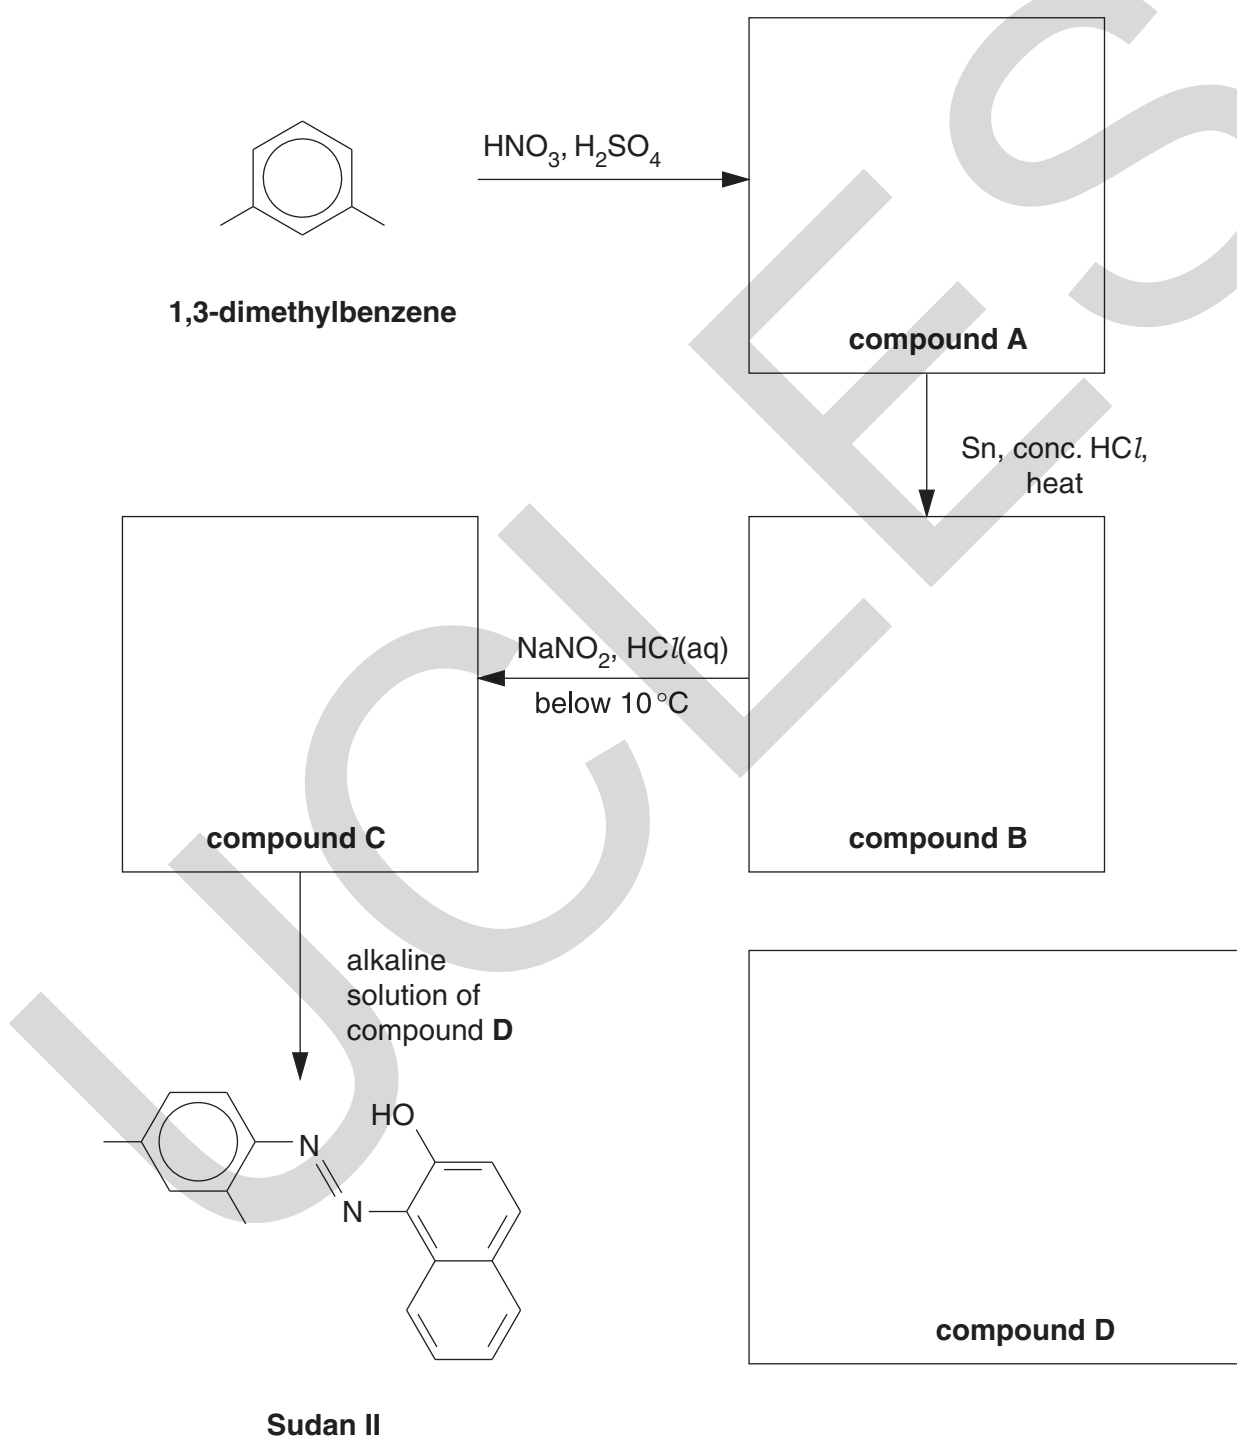 HNO₃, H₂SO₄
1,3-dimethylbenzene
compound A
Sn, conc. HCl,
heat
NaNO₂, HCl(aq)
below 10 °C
compound C
compound B
alkaline
solution of
compound D
HO
N
N
compound D
Sudan II
UCLES